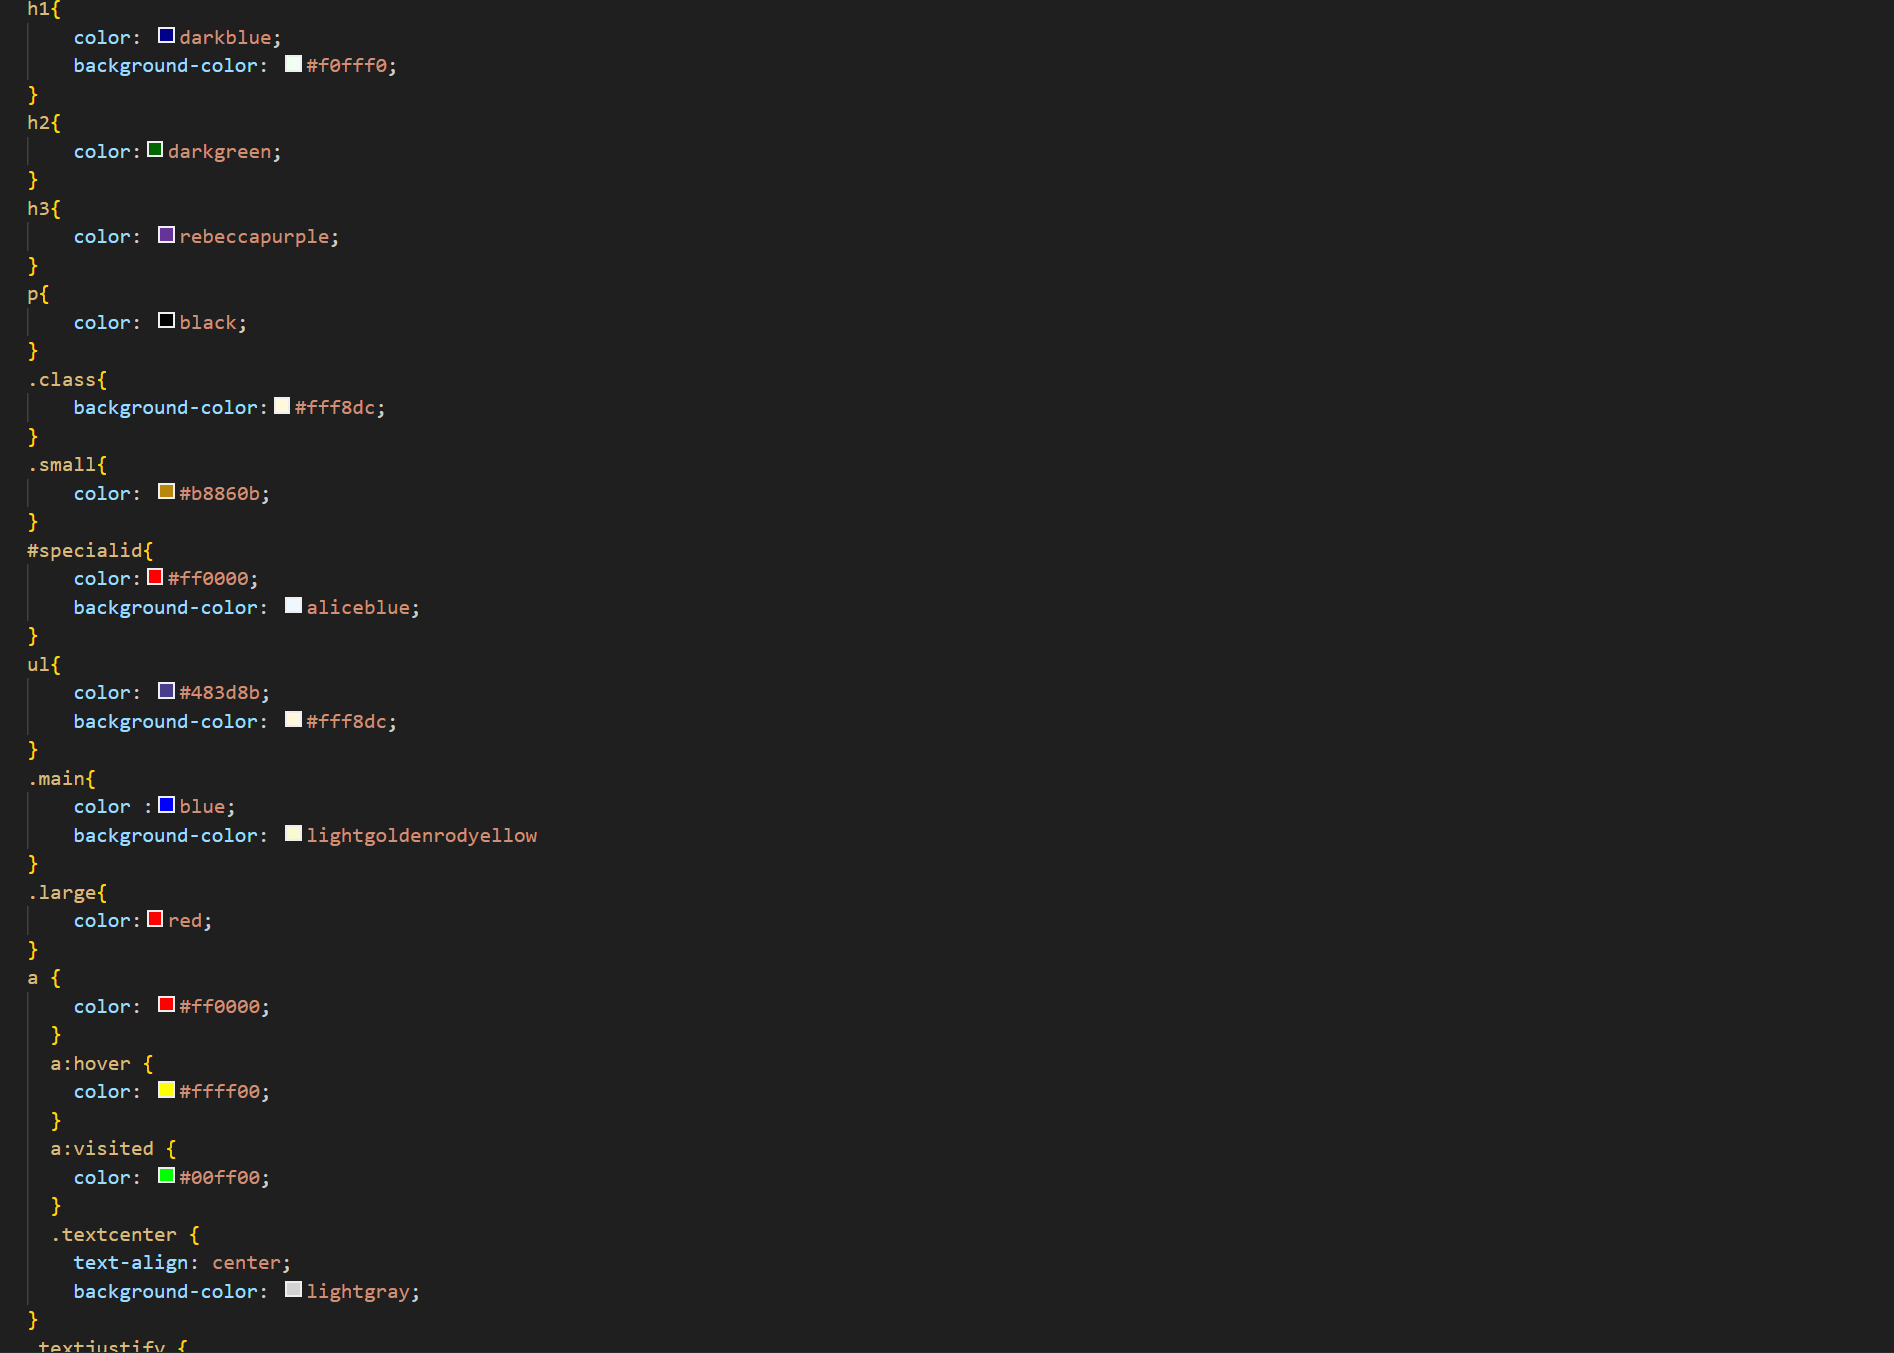 h1{
    color: darkblue;
    background-color: #f0fff0;
}
h2{
    color:darkgreen;
}
h3{
    color: rebeccapurple;
}
p{
    color: black;
}
.class{
    background-color:#fff8dc;
}
.small{
    color: #b8860b;
}
#specialid{
    color:#ff0000;
    background-color: aliceblue;
}
ul{
    color: #483d8b;
    background-color: #fff8dc;
}
.main{
    color :blue;
    background-color: lightgoldenrodyellow
}
.large{
    color:red;
}
a {
    color: #ff0000;
  }
  a:hover {
    color: #ffff00;
  }
  a:visited {
    color: #00ff00;
  }
  .textcenter {
    text-align: center;
    background-color: lightgray;
}
.textjustify {